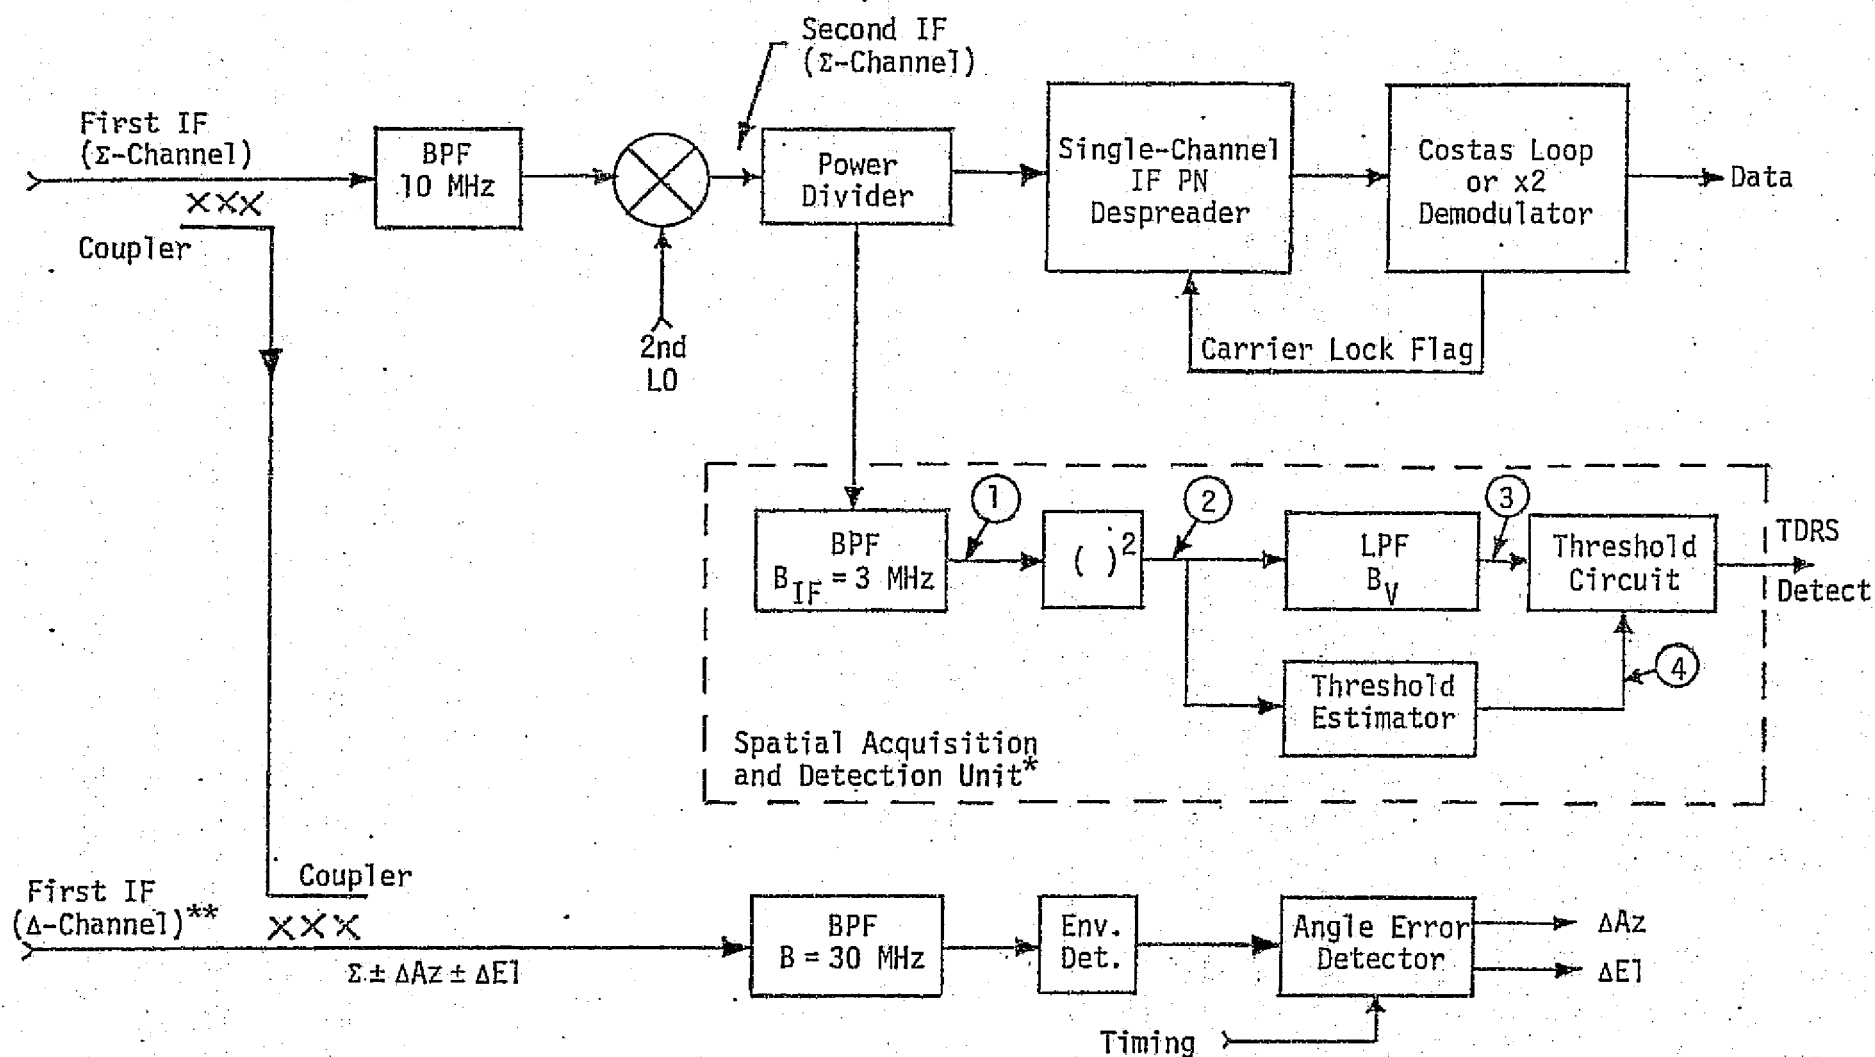 Second IF
(Σ-Channel)
First IF
(Σ-Channel)
BPF
10 MHz
Power
Divider
Single-Channel
IF PN
Despreader
Costas Loop
or x2
Demodulator
Data
XXX
Coupler
2nd
LO
Carrier Lock Flag
1
2
3
BPF
B_IF = 3 MHz
( )²
LPF
B_V
Threshold
Circuit
TDRS
Detect
Threshold
Estimator
4
Spatial Acquisition
and Detection Unit*
Coupler
First IF
(Δ-Channel)**
XXX
Σ ± ΔAz ± ΔEl
BPF
B = 30 MHz
Env.
Det.
Angle Error
Detector
ΔAz
ΔEl
Timing